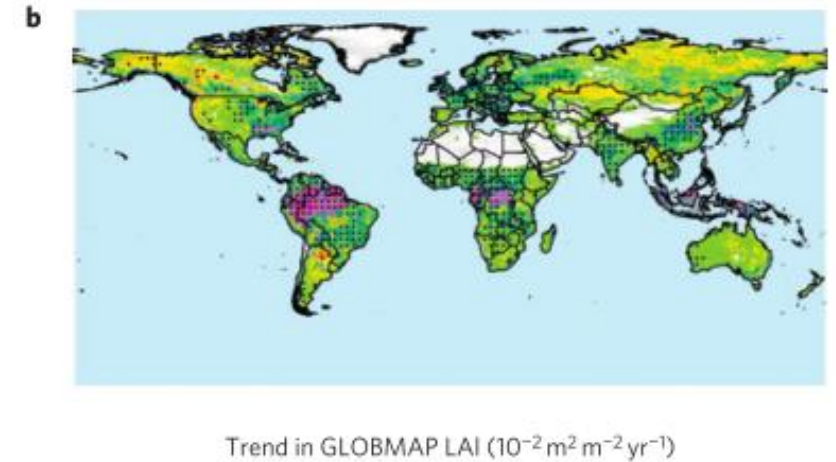 b
Trend in GLOBMAP LAI (10⁻² m² m⁻² yr⁻¹)